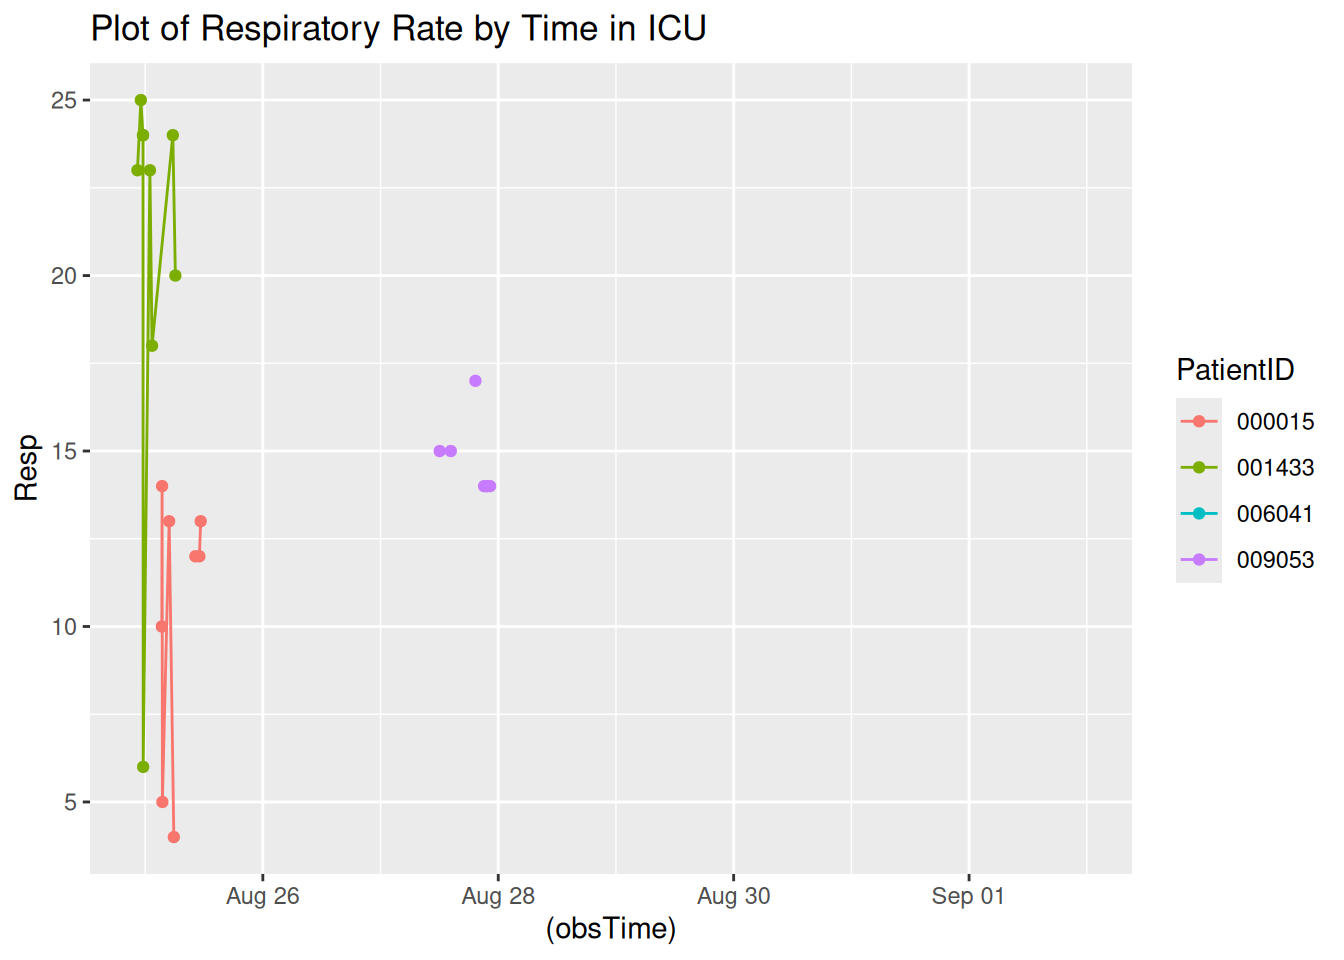 Plot of Respiratory Rate by Time in ICU
25
20
15
10
5
Resp
Aug 26
Aug 28
Aug 30
Sep 01
(obsTime)
PatientID
000015
001433
006041
009053